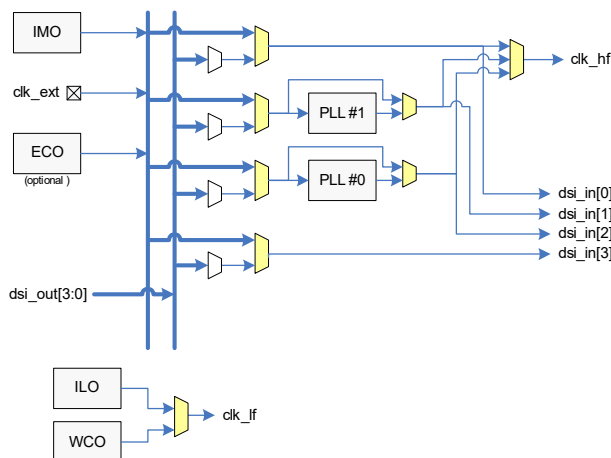 IMO
clk_hf
clk_ext
PLL #1
ECO
(optional )
PLL #0
dsi_in[0]
dsi_in[1]
dsi_in[2]
dsi_in[3]
dsi_out[3:0]
ILO
clk_lf
WCO